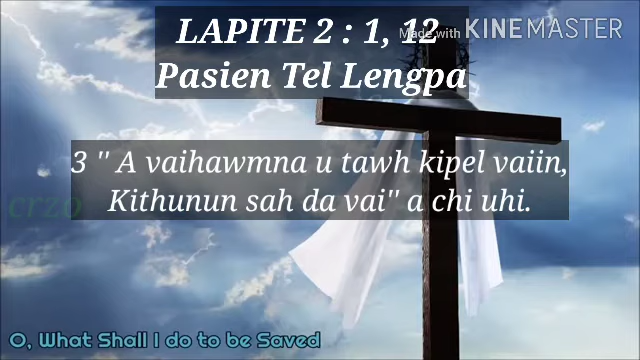 LAPITE 2 : 1, 12
Made with KINEMASTER
Pasien Tel Lengpa
3 " A vaihawmna u tawh kipel vaiin,
Kithunun sah da vai" a chi uhi.
crzo
O, What Shall I do to be Saved